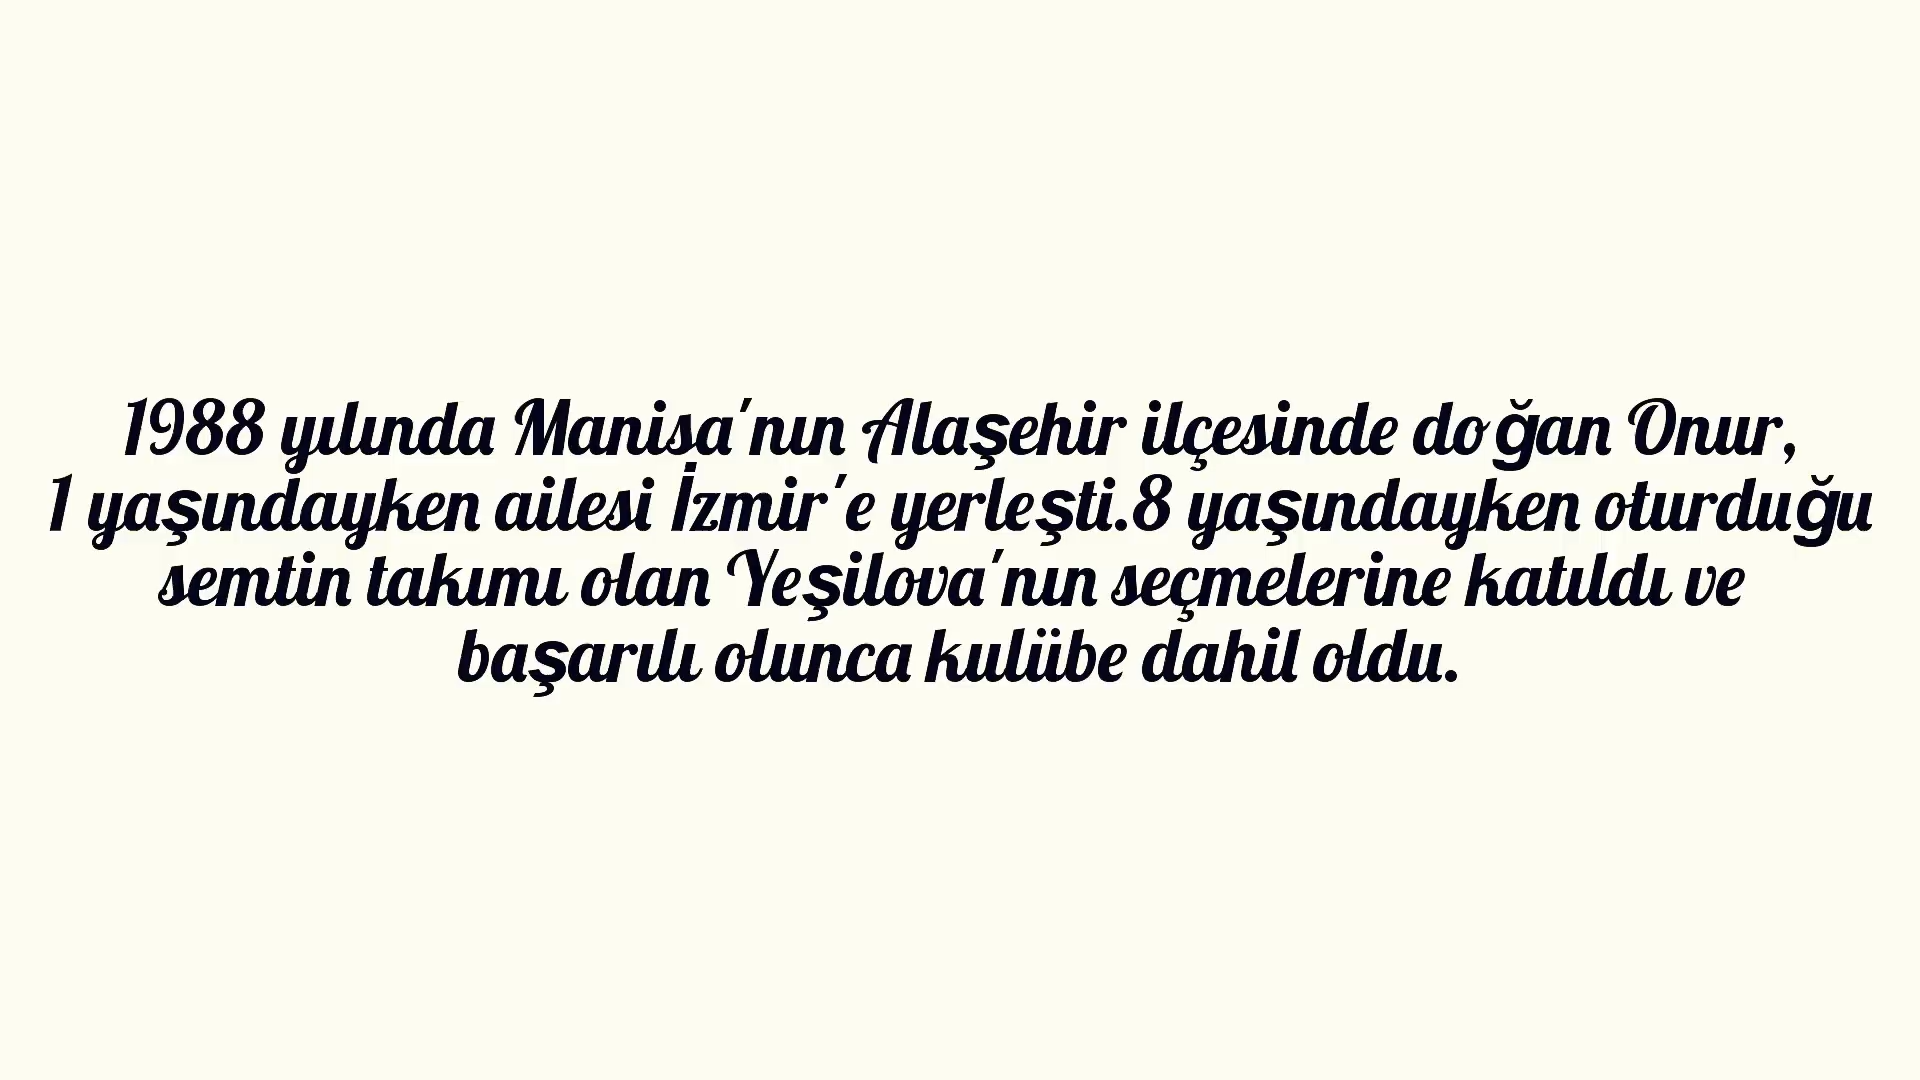 1988 yılında Manisa'nın Alaşehir ilçesinde doğan Onur,
1 yaşındayken ailesi İzmir'e yerleşti.8 yaşındayken oturduğu
semtin takımı olan Yeşilova'nın seçmelerine katıldı ve
başarılı olunca kulübe dahil oldu.